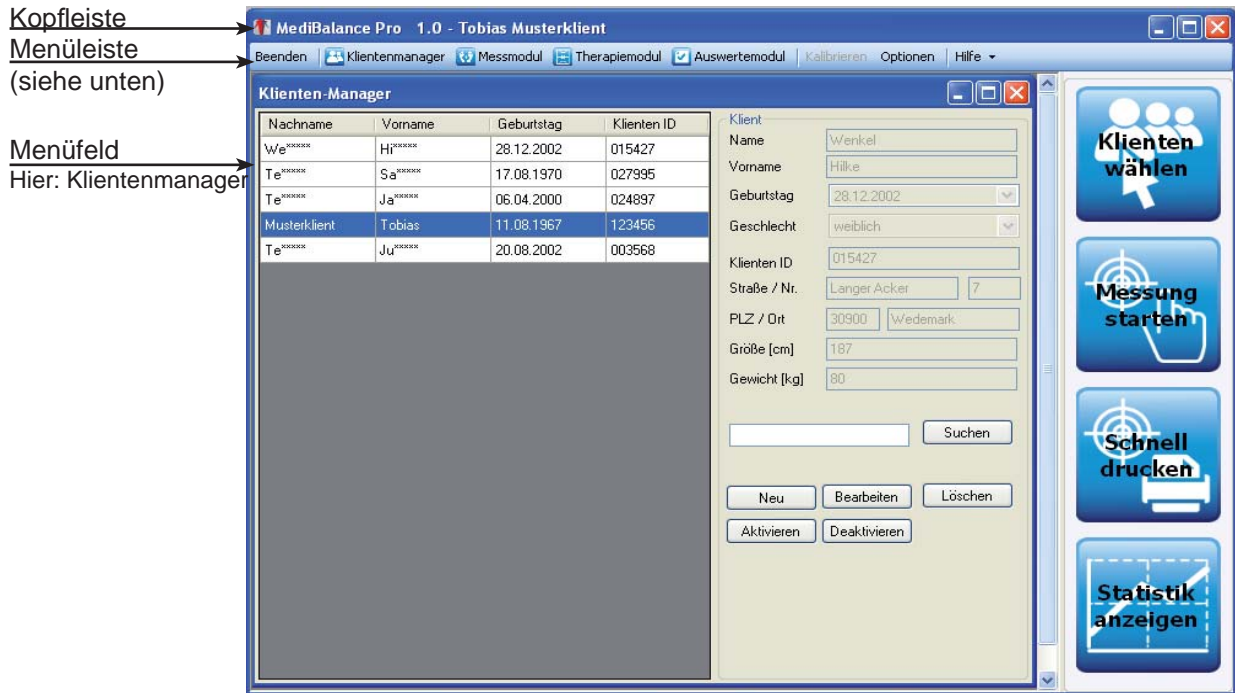 Kopfleiste
Menüleiste
(siehe unten)
Menüfeld
Hier: Klientenmanager
MediBalance Pro 1.0 - Tobias Musterklient
Beenden Klientenmanager Messmodul Therapiemodul Auswertemodul Kalibrieren Optionen Hilfe
Klienten-Manager
Nachname Vorname Geburtstag Klienten ID
We***** Hi***** 28.12.2002 015427
Te***** Sa***** 17.08.1970 027995
Te***** Ja***** 06.04.2000 024897
Musterklient Tobias 11.08.1967 123456
Te***** Ju***** 20.08.2002 003568
Klient
Name Wenkel
Vorname Hilke
Geburtstag 28.12.2002
Geschlecht weiblich
Klienten ID 015427
Straße / Nr. Langer Acker 7
PLZ / Ort 30900 Wedemark
Größe [cm] 187
Gewicht [kg] 80
Suchen
Neu Bearbeiten Löschen
Aktivieren Deaktivieren
Klienten
wählen
Messung
starten
Schnell
drucken
Statistik
anzeigen